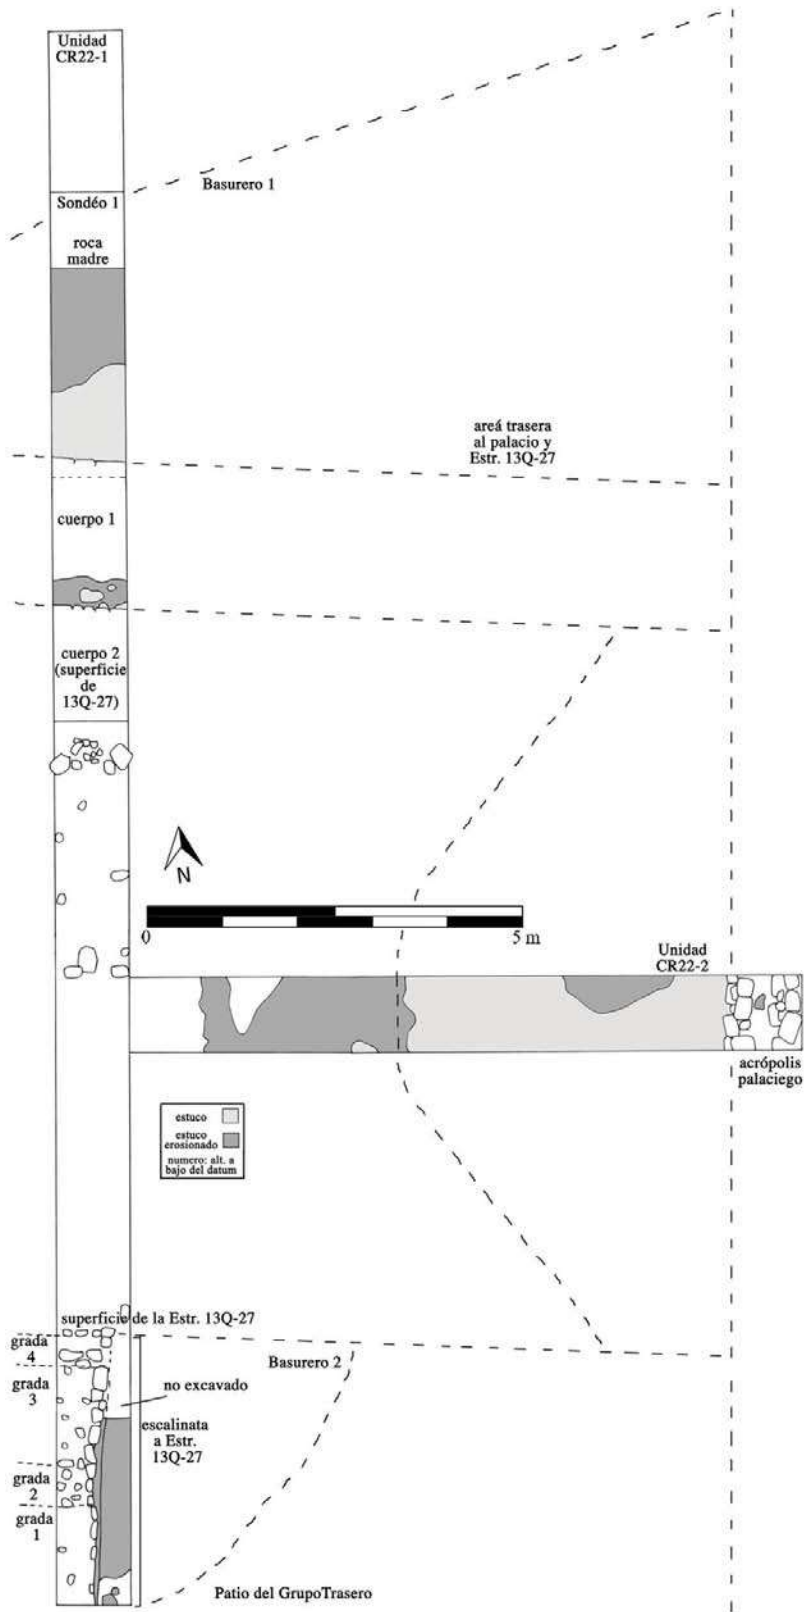 Unidad
CR22-1
Basurero 1
Sondéo 1
roca
madre
areá trasera
al palacio y
Estr. 13Q-27
cuerpo 1
cuerpo 2
(superficie
de
13Q-27)
N
0
5 m
Unidad
CR22-2
acrópolis
palaciego
estuco
estuco
erosionado
numero: alt. a
bajo del datum
superficie de la Estr. 13Q-27
grada
4
Basurero 2
grada
3
no excavado
escalinata
a Estr.
13Q-27
grada
2
grada
1
Patio del GrupoTrasero